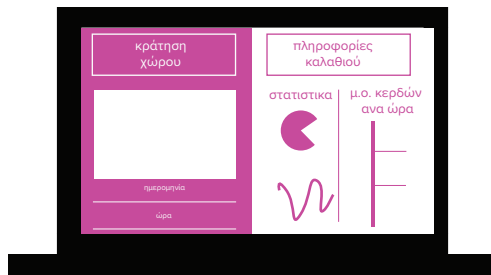 κράτηση
χώρου
ημερομηνία
ώρα
πληροφορίες
καλαθιού
στατιστικα
μ.ο. κερδών
ανα ώρα